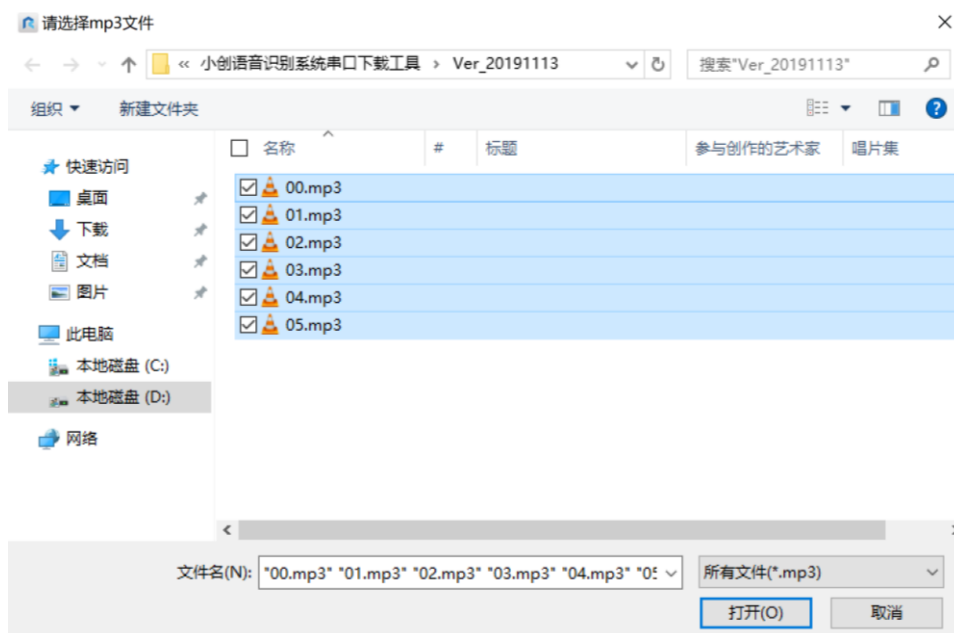 请选择mp3文件
« 小创语音识别系统串口下载工具 › Ver_20191113
搜索"Ver_20191113"
组织
新建文件夹
名称 # 标题 参与创作的艺术家 唱片集
快速访问
桌面
下载
文档
图片
此电脑
本地磁盘 (C:)
本地磁盘 (D:)
网络
00.mp3
01.mp3
02.mp3
03.mp3
04.mp3
05.mp3
文件名(N): "00.mp3" "01.mp3" "02.mp3" "03.mp3" "04.mp3" "05
所有文件(*.mp3)
打开(O)
取消